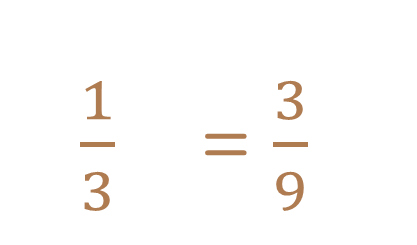 1/3 = 3/9